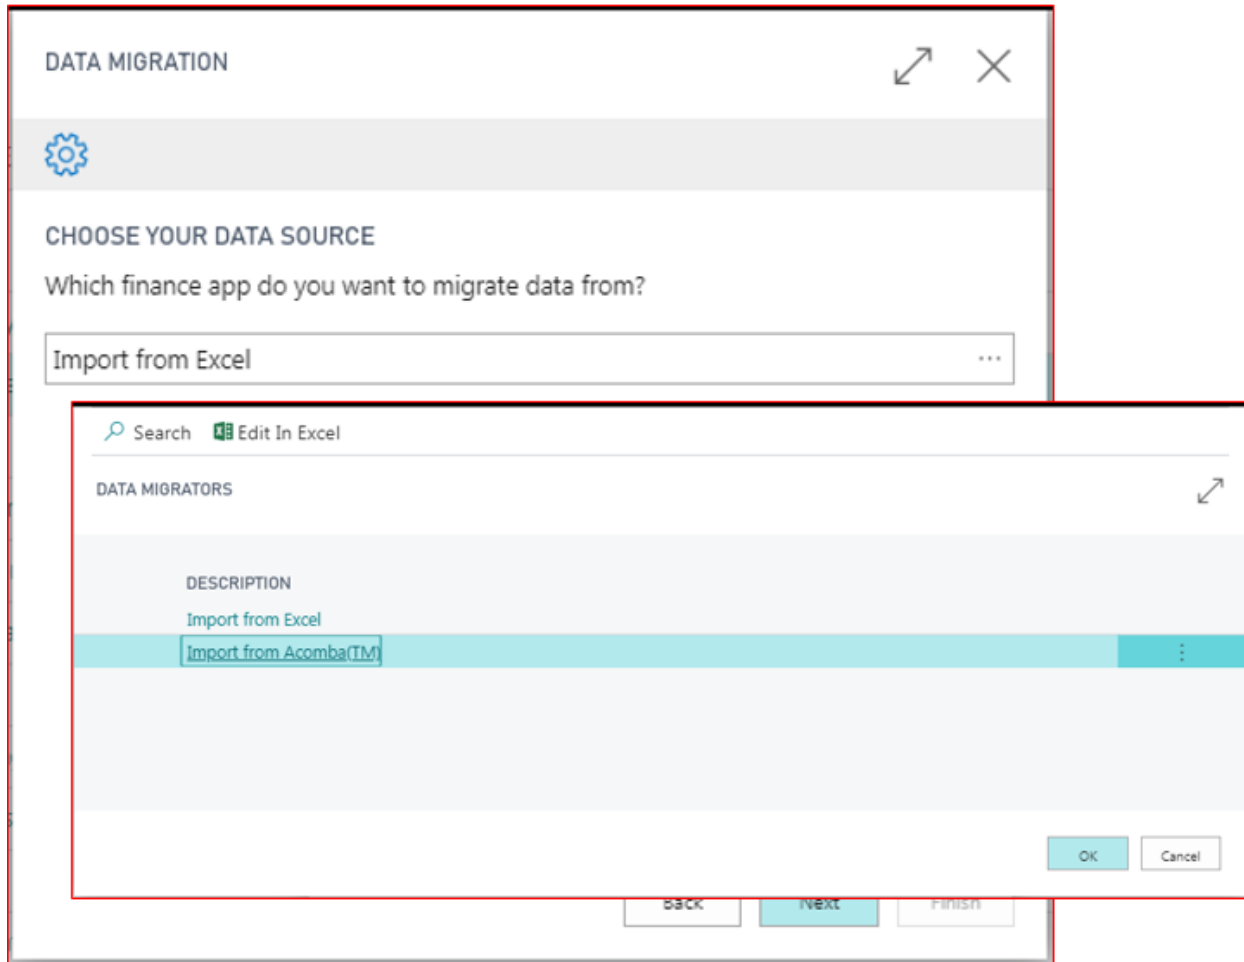 DATA MIGRATION
CHOOSE YOUR DATA SOURCE
Which finance app do you want to migrate data from?
Import from Excel
Search Edit In Excel
DATA MIGRATORS
DESCRIPTION
Import from Excel
Import from Acomba(TM)
OK Cancel
Back Next Finish